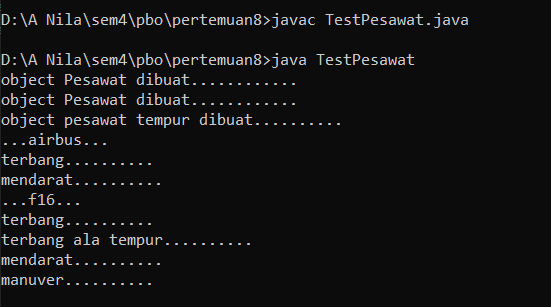 D:\A Nila\sem4\pbo\pertemuan8>javac TestPesawat.java
D:\A Nila\sem4\pbo\pertemuan8>java TestPesawat
object Pesawat dibuat............
object Pesawat dibuat............
object pesawat tempur dibuat..........
...airbus...
terbang..........
mendarat..........
...f16...
terbang..........
terbang ala tempur..........
mendarat..........
manuver..........